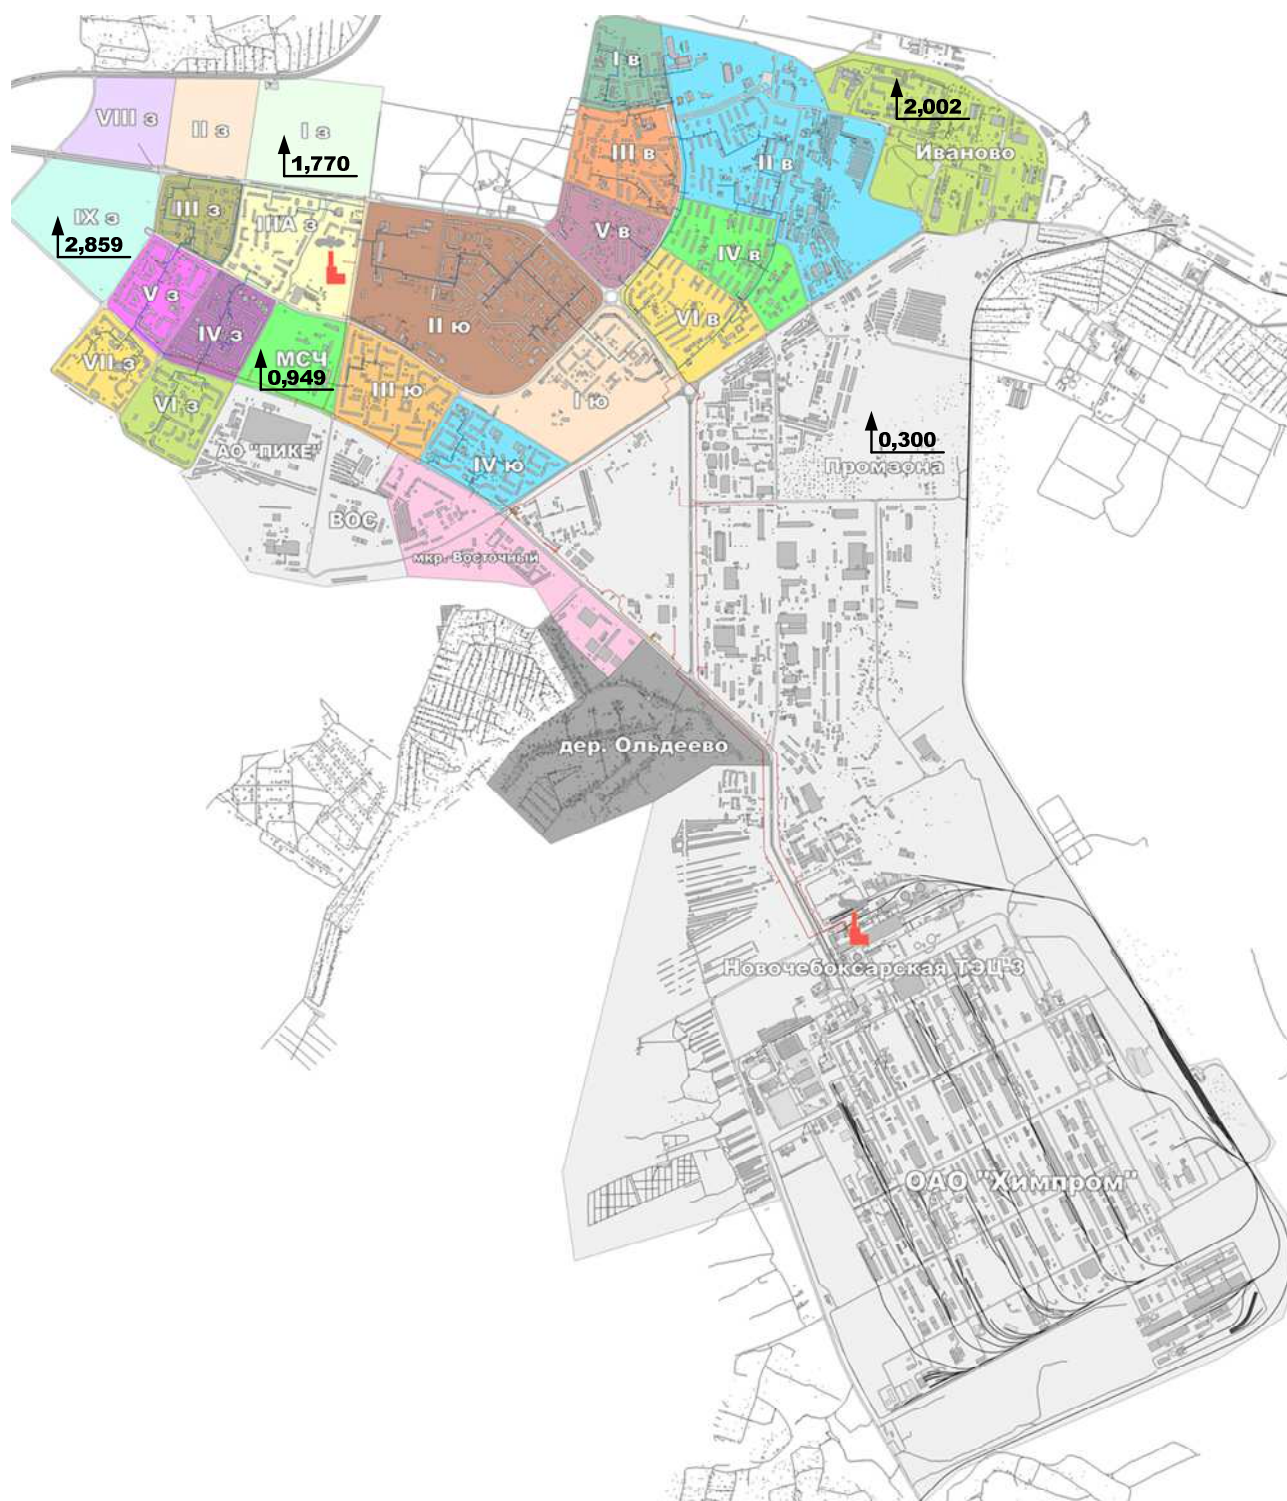 I в
2,002
VIII з
II з
I з
III в
II в
Иваново
1,770
IX з
III з
IIIА з
V в
2,859
IV в
V з
II ю
VI в
IV з
МСЧ
VII з
0,949
III ю
I ю
VI з
0,300
АО "ПИКЕ"
IV ю
Промзона
ВОС
мкр. Восточный
дер. Ольдеево
Новочебоксарская ТЭЦ-3
ОАО "Химпром"